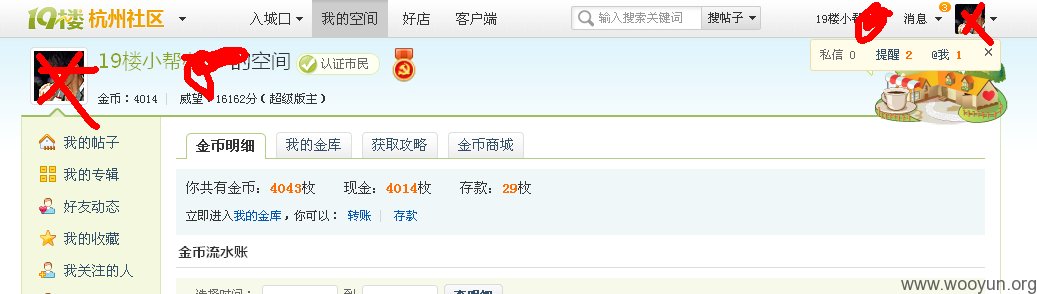 19楼 杭州社区 入城口 我的空间 好店 客户端 输入搜索关键词 搜帖子 19楼小帮 消息 3
私信 0 提醒 2 @我 1
19楼小帮 的空间 认证市民
金币：4014 威望：16162分（超级版主）
我的帖子
我的专辑
好友动态
我的收藏
我关注的人
金币明细 我的金库 获取攻略 金币商城
你共有金币：4043枚 现金：4014枚 存款：29枚
立即进入我的金库，你可以： 转账 存款
金币流水账
选择时间： 到 查明细
www.wooyun.org